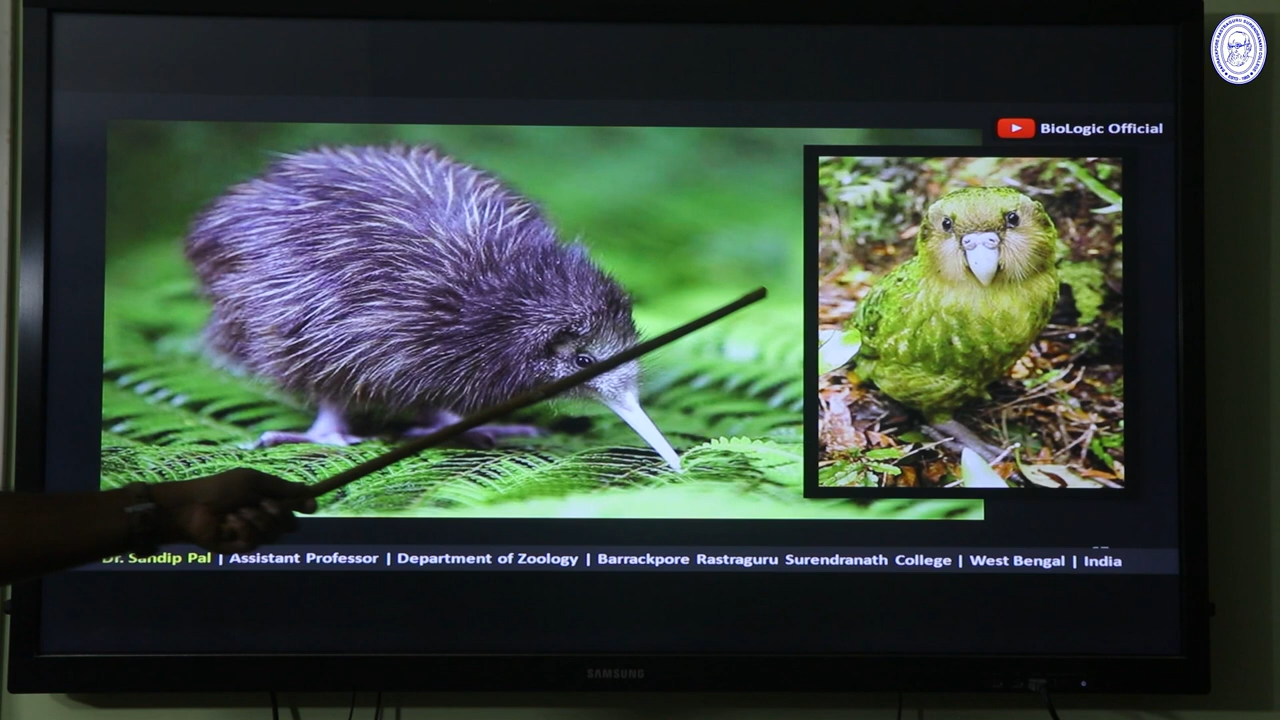 BioLogic Official
Dr. Sandip Pal | Assistant Professor | Department of Zoology | Barrackpore Rastraguru Surendranath College | West Bengal | India
SAMSUNG